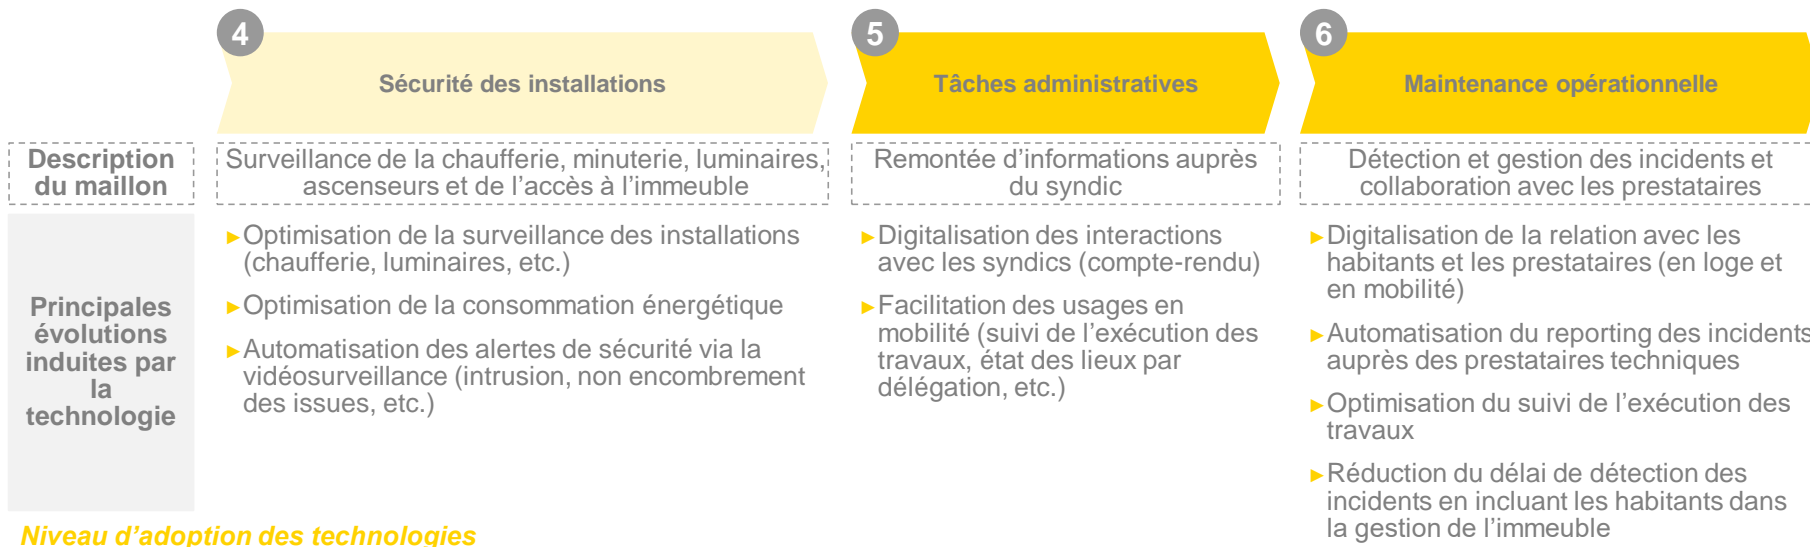 4
Sécurité des installations
5
Tâches administratives
6
Maintenance opérationnelle
Description
du maillon
Surveillance de la chaufferie, minuterie, luminaires,
ascenseurs et de l’accès à l’immeuble
Remontée d’informations auprès
du syndic
Détection et gestion des incidents et
collaboration avec les prestataires
Principales
évolutions
induites par
la
technologie
►Optimisation de la surveillance des installations
(chaufferie, luminaires, etc.)
►Optimisation de la consommation énergétique
►Automatisation des alertes de sécurité via la
vidéosurveillance (intrusion, non encombrement
des issues, etc.)
►Digitalisation des interactions
avec les syndics (compte-rendu)
►Facilitation des usages en
mobilité (suivi de l’exécution des
travaux, état des lieux par
délégation, etc.)
►Digitalisation de la relation avec les
habitants et les prestataires (en loge et
en mobilité)
►Automatisation du reporting des incidents
auprès des prestataires techniques
►Optimisation du suivi de l’exécution des
travaux
►Réduction du délai de détection des
incidents en incluant les habitants dans
la gestion de l’immeuble
Niveau d’adoption des technologies